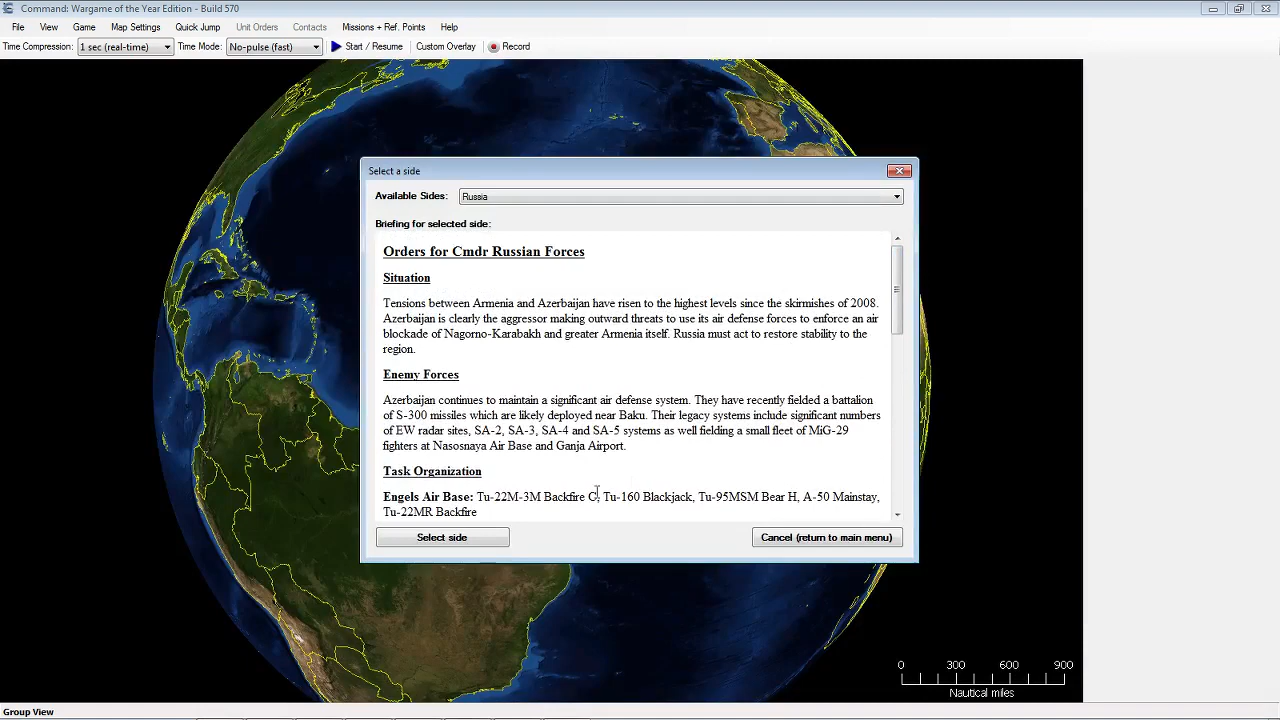 Command: Wargame of the Year Edition - Build 570
File View Game Map Settings Quick Jump Unit Orders Contacts Missions + Ref. Points Help
Time Compression: 1 sec (real-time) Time Mode: No-pulse (fast) Start / Resume Custom Overlay Record
Select a side
Available Sides: Russia
Briefing for selected side:
Orders for Cmdr Russian Forces
Situation
Tensions between Armenia and Azerbaijan have risen to the highest levels since the skirmishes of 2008.
Azerbaijan is clearly the aggressor making outward threats to use its air defense forces to enforce an air
blockade of Nagorno-Karabakh and greater Armenia itself. Russia must act to restore stability to the
region.
Enemy Forces
Azerbaijan continues to maintain a significant air defense system. They have recently fielded a battalion
of S-300 missiles which are likely deployed near Baku. Their legacy systems include significant numbers
of EW radar sites, SA-2, SA-3, SA-4 and SA-5 systems as well fielding a small fleet of MiG-29
fighters at Nasosnaya Air Base and Ganja Airport.
Task Organization
Engels Air Base: Tu-22M-3M Backfire C, Tu-160 Blackjack, Tu-95MSM Bear H, A-50 Mainstay,
Tu-22MR Backfire
Select side Cancel (return to main menu)
0 300 600 900
Nautical miles
Group View